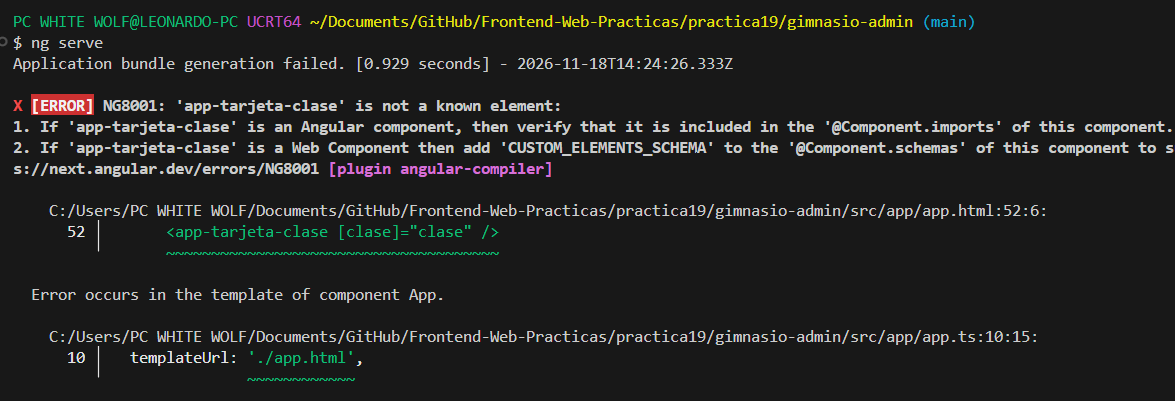 PC WHITE WOLF@LEONARDO-PC UCRT64 ~/Documents/GitHub/Frontend-Web-Practicas/practica19/gimnasio-admin (main)
$ ng serve
Application bundle generation failed. [0.929 seconds] - 2026-11-18T14:24:26.333Z
X [ERROR] NG8001: 'app-tarjeta-clase' is not a known element:
1. If 'app-tarjeta-clase' is an Angular component, then verify that it is included in the '@Component.imports' of this component.
2. If 'app-tarjeta-clase' is a Web Component then add 'CUSTOM_ELEMENTS_SCHEMA' to the '@Component.schemas' of this component to s
s://next.angular.dev/errors/NG8001 [plugin angular-compiler]
C:/Users/PC WHITE WOLF/Documents/GitHub/Frontend-Web-Practicas/practica19/gimnasio-admin/src/app/app.html:52:6:
52 │ <app-tarjeta-clase [clase]="clase" />
~~~~~~~~~~~~~~~~~~~~~~~~~~~~~~~~~~~~~
Error occurs in the template of component App.
C:/Users/PC WHITE WOLF/Documents/GitHub/Frontend-Web-Practicas/practica19/gimnasio-admin/src/app/app.ts:10:15:
10 │ templateUrl: './app.html',
~~~~~~~~~~~~